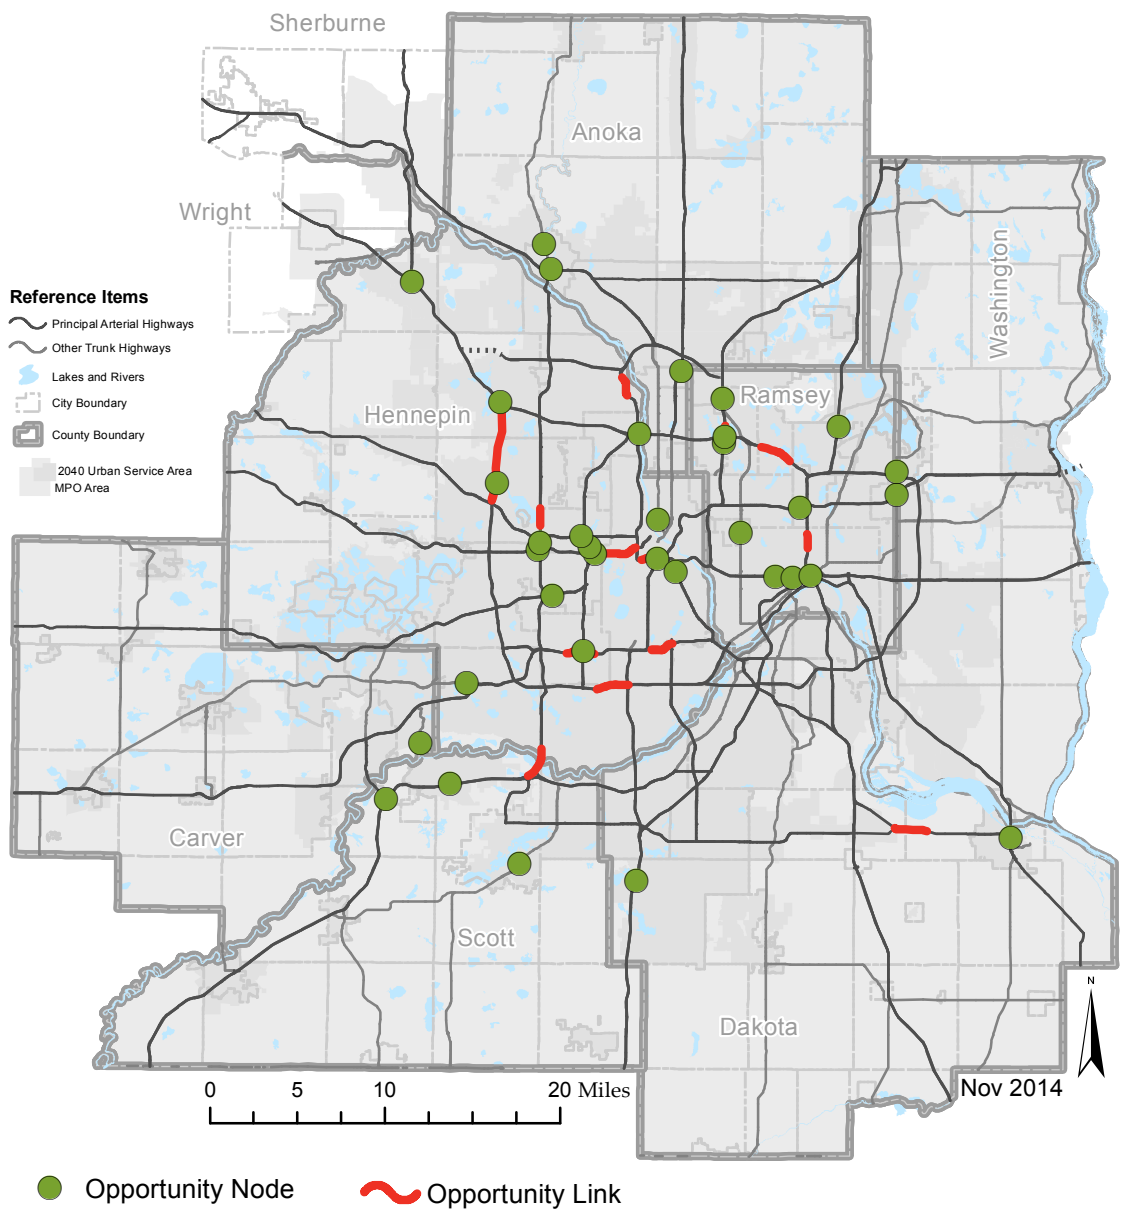 Sherburne
Anoka
Wright
Washington
Reference Items
Principal Arterial Highways
Other Trunk Highways
Lakes and Rivers
City Boundary
County Boundary
2040 Urban Service Area
MPO Area
Hennepin
Ramsey
Carver
Scott
Dakota
N
Nov 2014
0 5 10 20 Miles
Opportunity Node
Opportunity Link